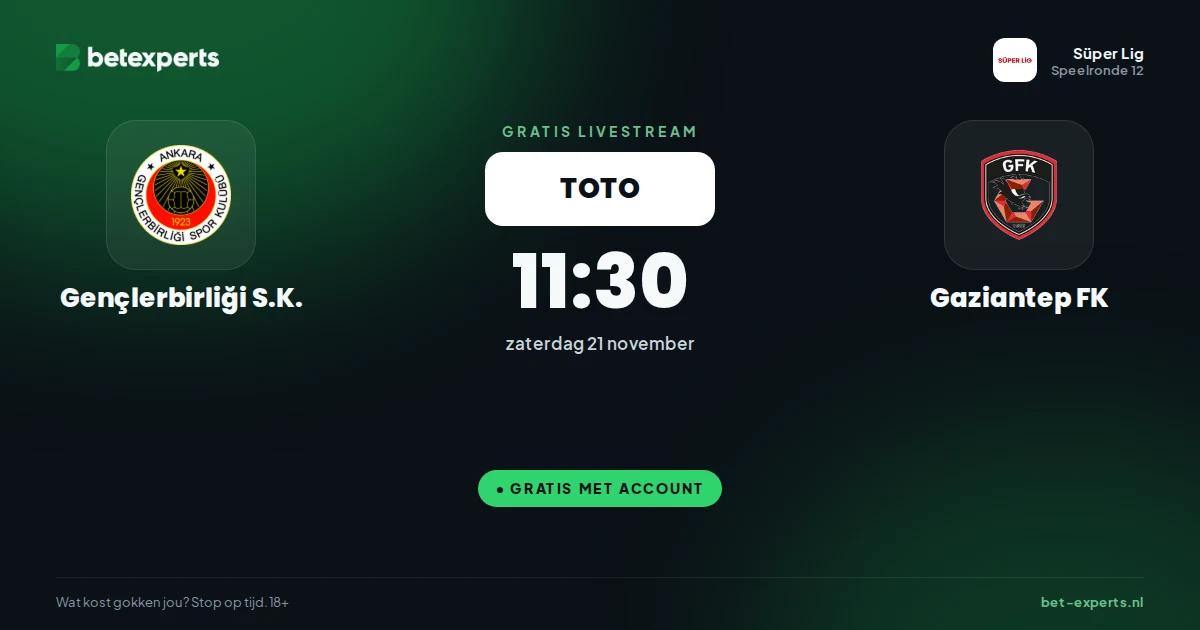 betexperts
SÜPER LIG
Süper Lig
Speelronde 12
GRATIS LIVESTREAM
TOTO
11:30
zaterdag 21 november
ANKARA
GENÇLERBİRLİĞİ SPOR KULÜBÜ
1923
Gençlerbirliği S.K.
GFK
Gaziantep FK
• GRATIS MET ACCOUNT
Wat kost gokken jou? Stop op tijd. 18+
bet-experts.nl